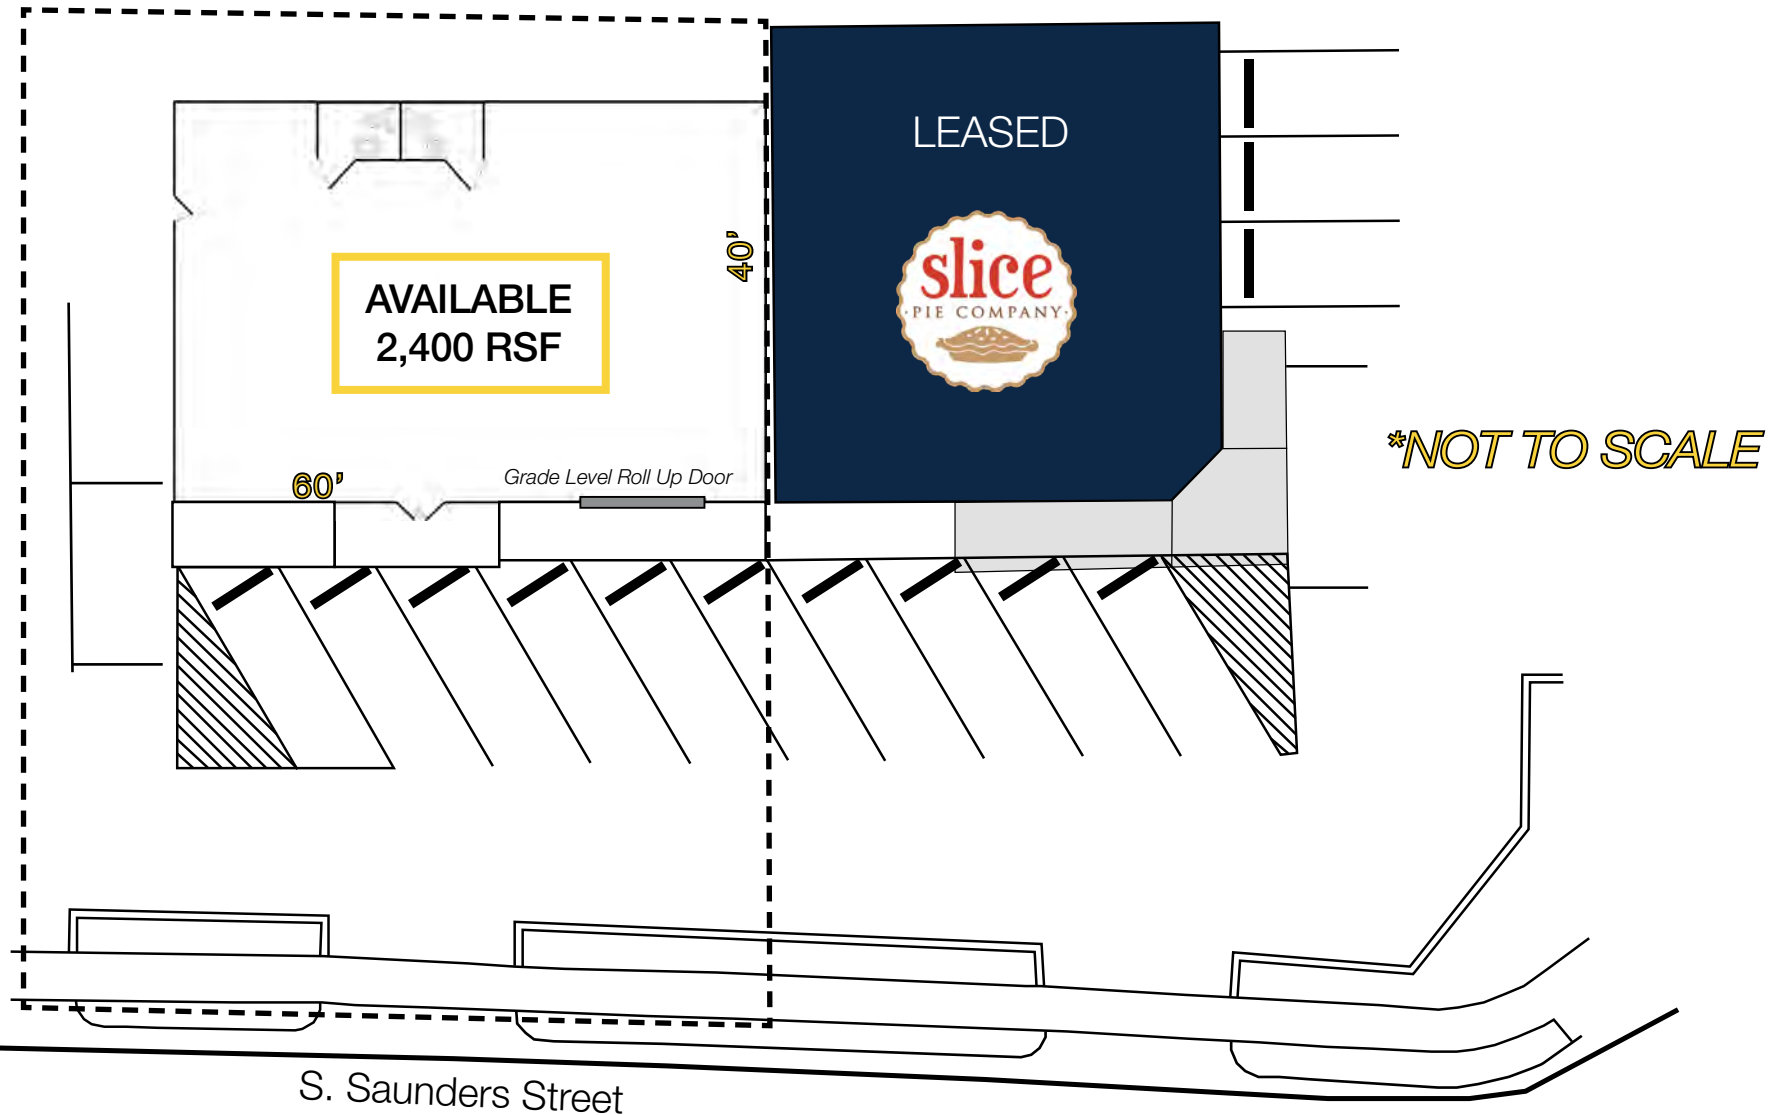 LEASED
slice
·PIE COMPANY·
40’
AVAILABLE
2,400 RSF
*NOT TO SCALE
60’
Grade Level Roll Up Door
S. Saunders Street